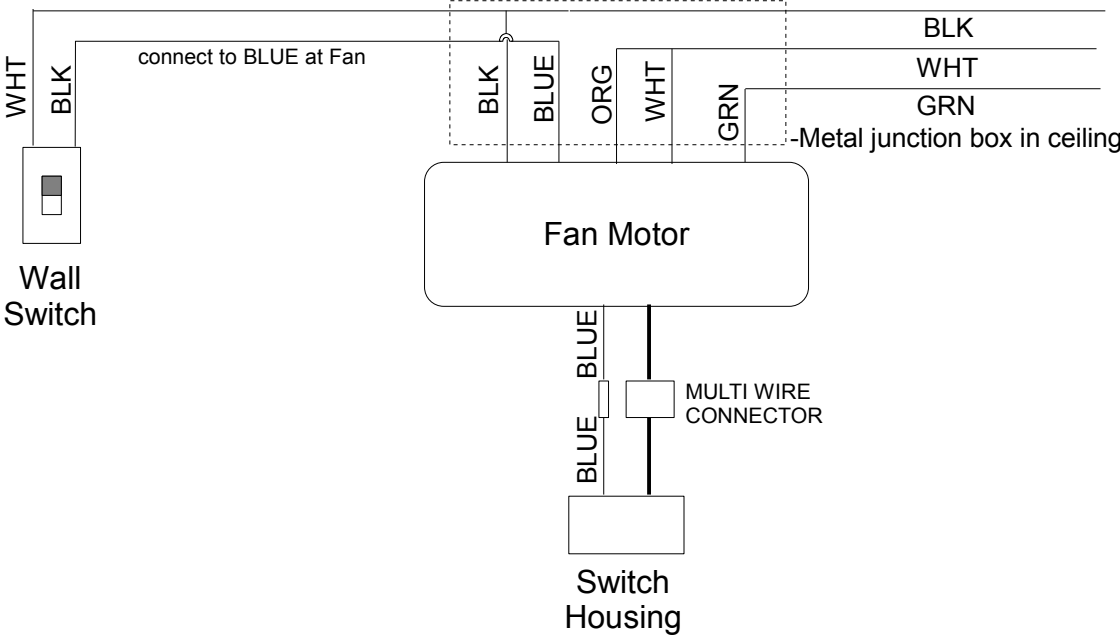 BLK
WHT
GRN
-Metal junction box in ceiling
connect to BLUE at Fan
WHT
BLK
BLK
BLUE
ORG
WHT
GRN
Fan Motor
Wall
Switch
BLUE
BLUE
MULTI WIRE
CONNECTOR
Switch
Housing